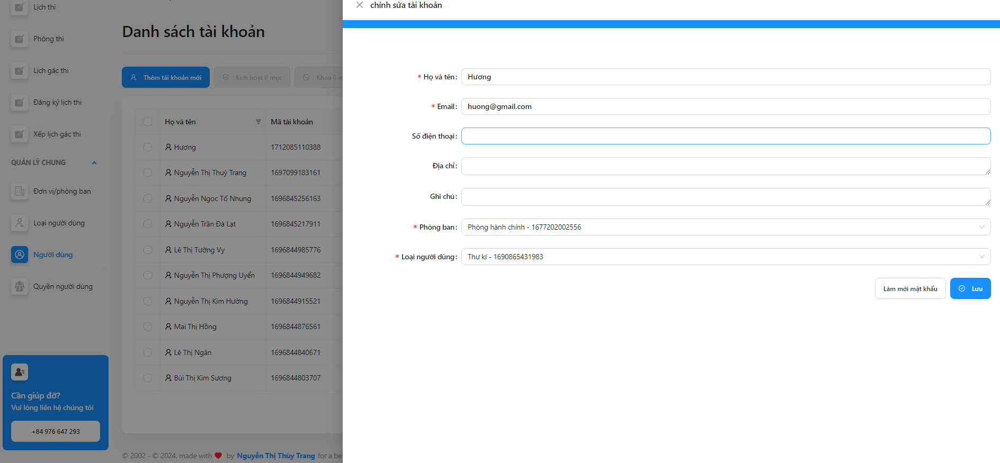 Lịch thi
Phòng thi
Lịch gác thi
Đăng ký lịch thi
Xếp lịch gác thi
QUẢN LÝ CHUNG
Đơn vị/phòng ban
Loại người dùng
Người dùng
Quyền người dùng
Cần giúp đỡ?
Vui lòng liên hệ chúng tôi
+84 976 647 293
Danh sách tài khoản
Thêm tài khoản mới
Kích hoạt 0 mục
Khóa 0 m
Họ và tên Mã tài khoản
Hương 1712085110388
Nguyễn Thị Thuỳ Trang 1697099183161
Nguyễn Ngọc Tố Nhung 1696845256163
Nguyễn Trần Đà Lạt 1696845217911
Lê Thị Tường Vy 1696844985776
Nguyễn Thị Phượng Uyển 1696844949682
Nguyễn Thị Kim Hường 1696844915521
Mai Thị Hồng 1696844876561
Lê Thị Ngân 1696844840671
Bùi Thị Kim Sương 1696844803707
© 2002 - © 2024, made with by Nguyễn Thị Thùy Trang for a be
chỉnh sửa tài khoản
* Họ và tên: Hương
* Email: huong@gmail.com
Số điện thoại:
Địa chỉ:
Ghi chú:
* Phòng ban: Phòng hành chính - 1677202002556
* Loại người dùng: Thư kí - 1690865431983
Làm mới mật khẩu
Lưu